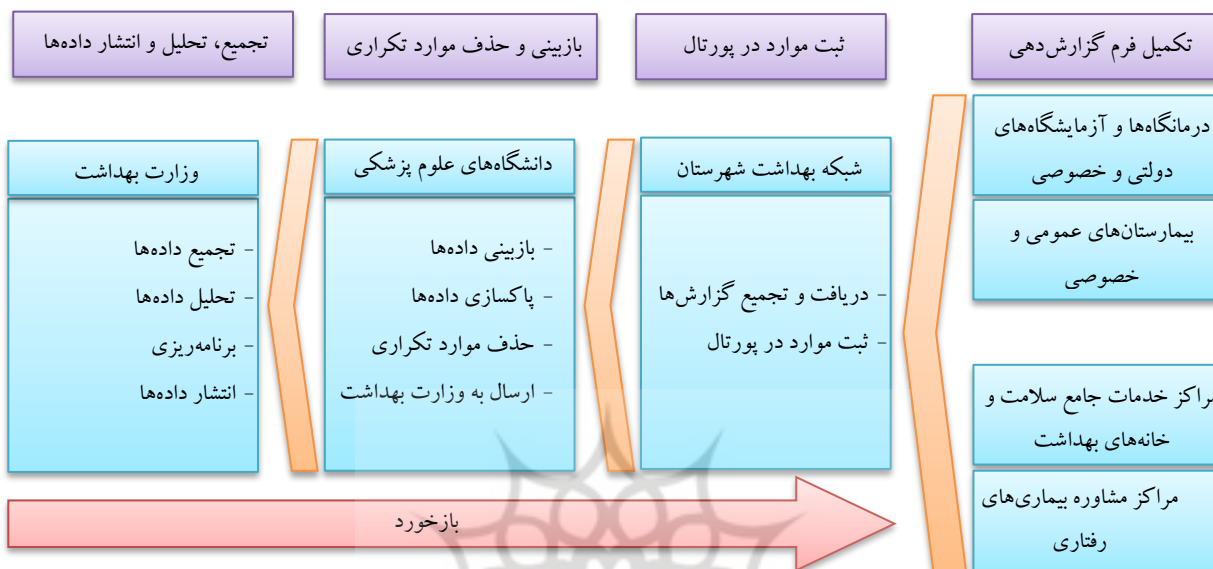 تکمیل فرم گزارش‌دهی
ثبت موارد در پورتال
بازبینی و حذف موارد تکراری
تجمیع، تحلیل و انتشار داده‌ها
درمانگاه‌ها و آزمایشگاه‌های
دولتی و خصوصی
بیمارستان‌های عمومی و
خصوصی
مراکز خدمات جامع سلامت و
خانه‌های بهداشت
مراکز مشاوره بیماری‌های
رفتاری
شبکه بهداشت شهرستان
- دریافت و تجمیع گزارش‌ها
- ثبت موارد در پورتال
دانشگاه‌های علوم پزشکی
- بازبینی داده‌ها
- پاکسازی داده‌ها
- حذف موارد تکراری
- ارسال به وزارت بهداشت
وزارت بهداشت
- تجمیع داده‌ها
- تحلیل داده‌ها
- برنامه‌ریزی
- انتشار داده‌ها
بازخورد